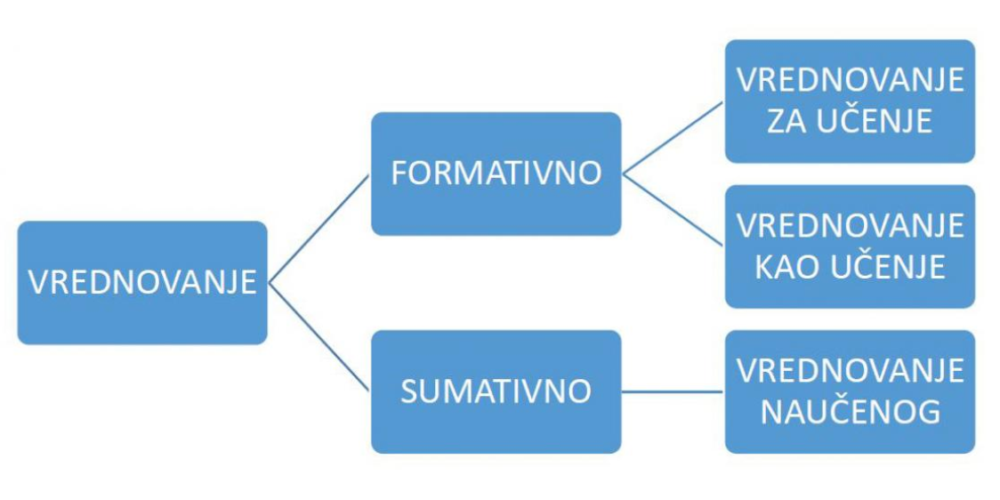 VREDNOVANJE
FORMATIVNO
SUMATIVNO
VREDNOVANJE
ZA UČENJE
VREDNOVANJE
KAO UČENJE
VREDNOVANJE
NAUČENOG